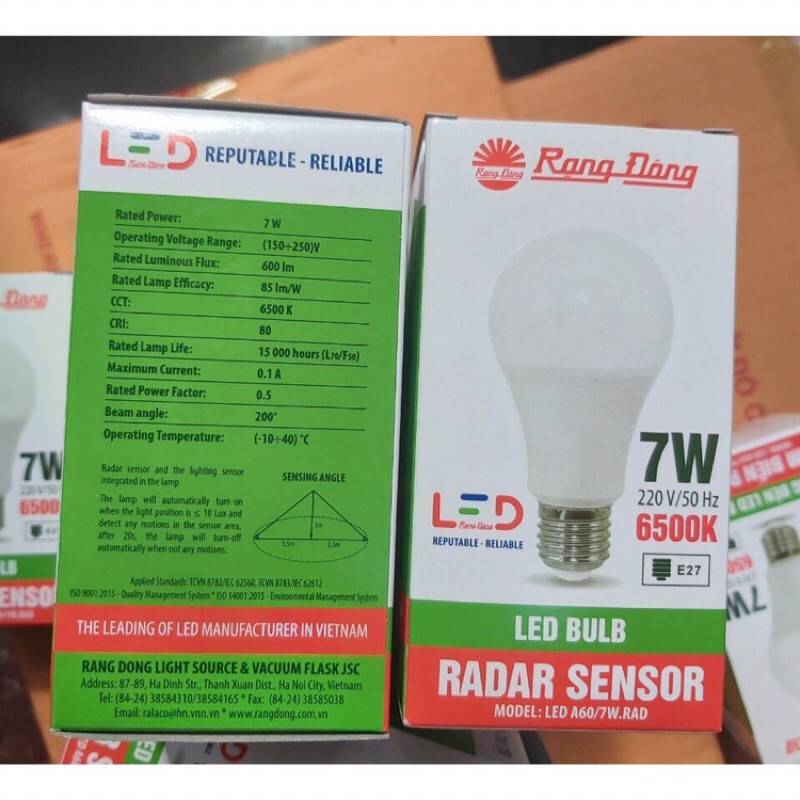 LED
Rạng Đông
REPUTABLE - RELIABLE
Rated Power: 7 W
Operating Voltage Range: (150÷250)V
Rated Luminous Flux: 600 lm
Rated Lamp Efficacy: 85 lm/W
CCT: 6500 K
CRI: 80
Rated Lamp Life: 15 000 hours (L70/F50)
Maximum Current: 0.1 A
Rated Power Factor: 0.5
Beam angle: 200°
Operating Temperature: (-10÷40) °C
Radar sensor and the lighting sensor
integrated in the lamp
The lamp will automatically turn-on
when the light position is ≤ 10 Lux and
detect any motions in the sensor area,
after 20s, the lamp will turn-off
automatically when not any motions.
SENSING ANGLE
3m
3,5m 3,5m
Applied Standards: TCVN 8782/IEC 62560, TCVN 8783/IEC 62612
ISO 9001:2015 - Quality Management System * ISO 14001:2015 - Environmental Management System
THE LEADING OF LED MANUFACTURER IN VIETNAM
RANG DONG LIGHT SOURCE & VACUUM FLASK JSC
Address: 87-89, Ha Dinh Str., Thanh Xuan Dist., Ha Noi City, Vietnam
Tel: (84-24) 38584310/38584165 * Fax: (84-24) 38585038
Email: ralaco@hn.vnn.vn * www.rangdong.com.vn
Rạng Đông
Rạng Đông
7W
220 V/50 Hz
6500K
E27
LED
Rạng Đông
REPUTABLE - RELIABLE
LED BULB
RADAR SENSOR
MODEL: LED A60/7W.RAD
Đông
7W
220 V/50
6500
E27
LB
ENSOR
7W.RAD
7W
LED